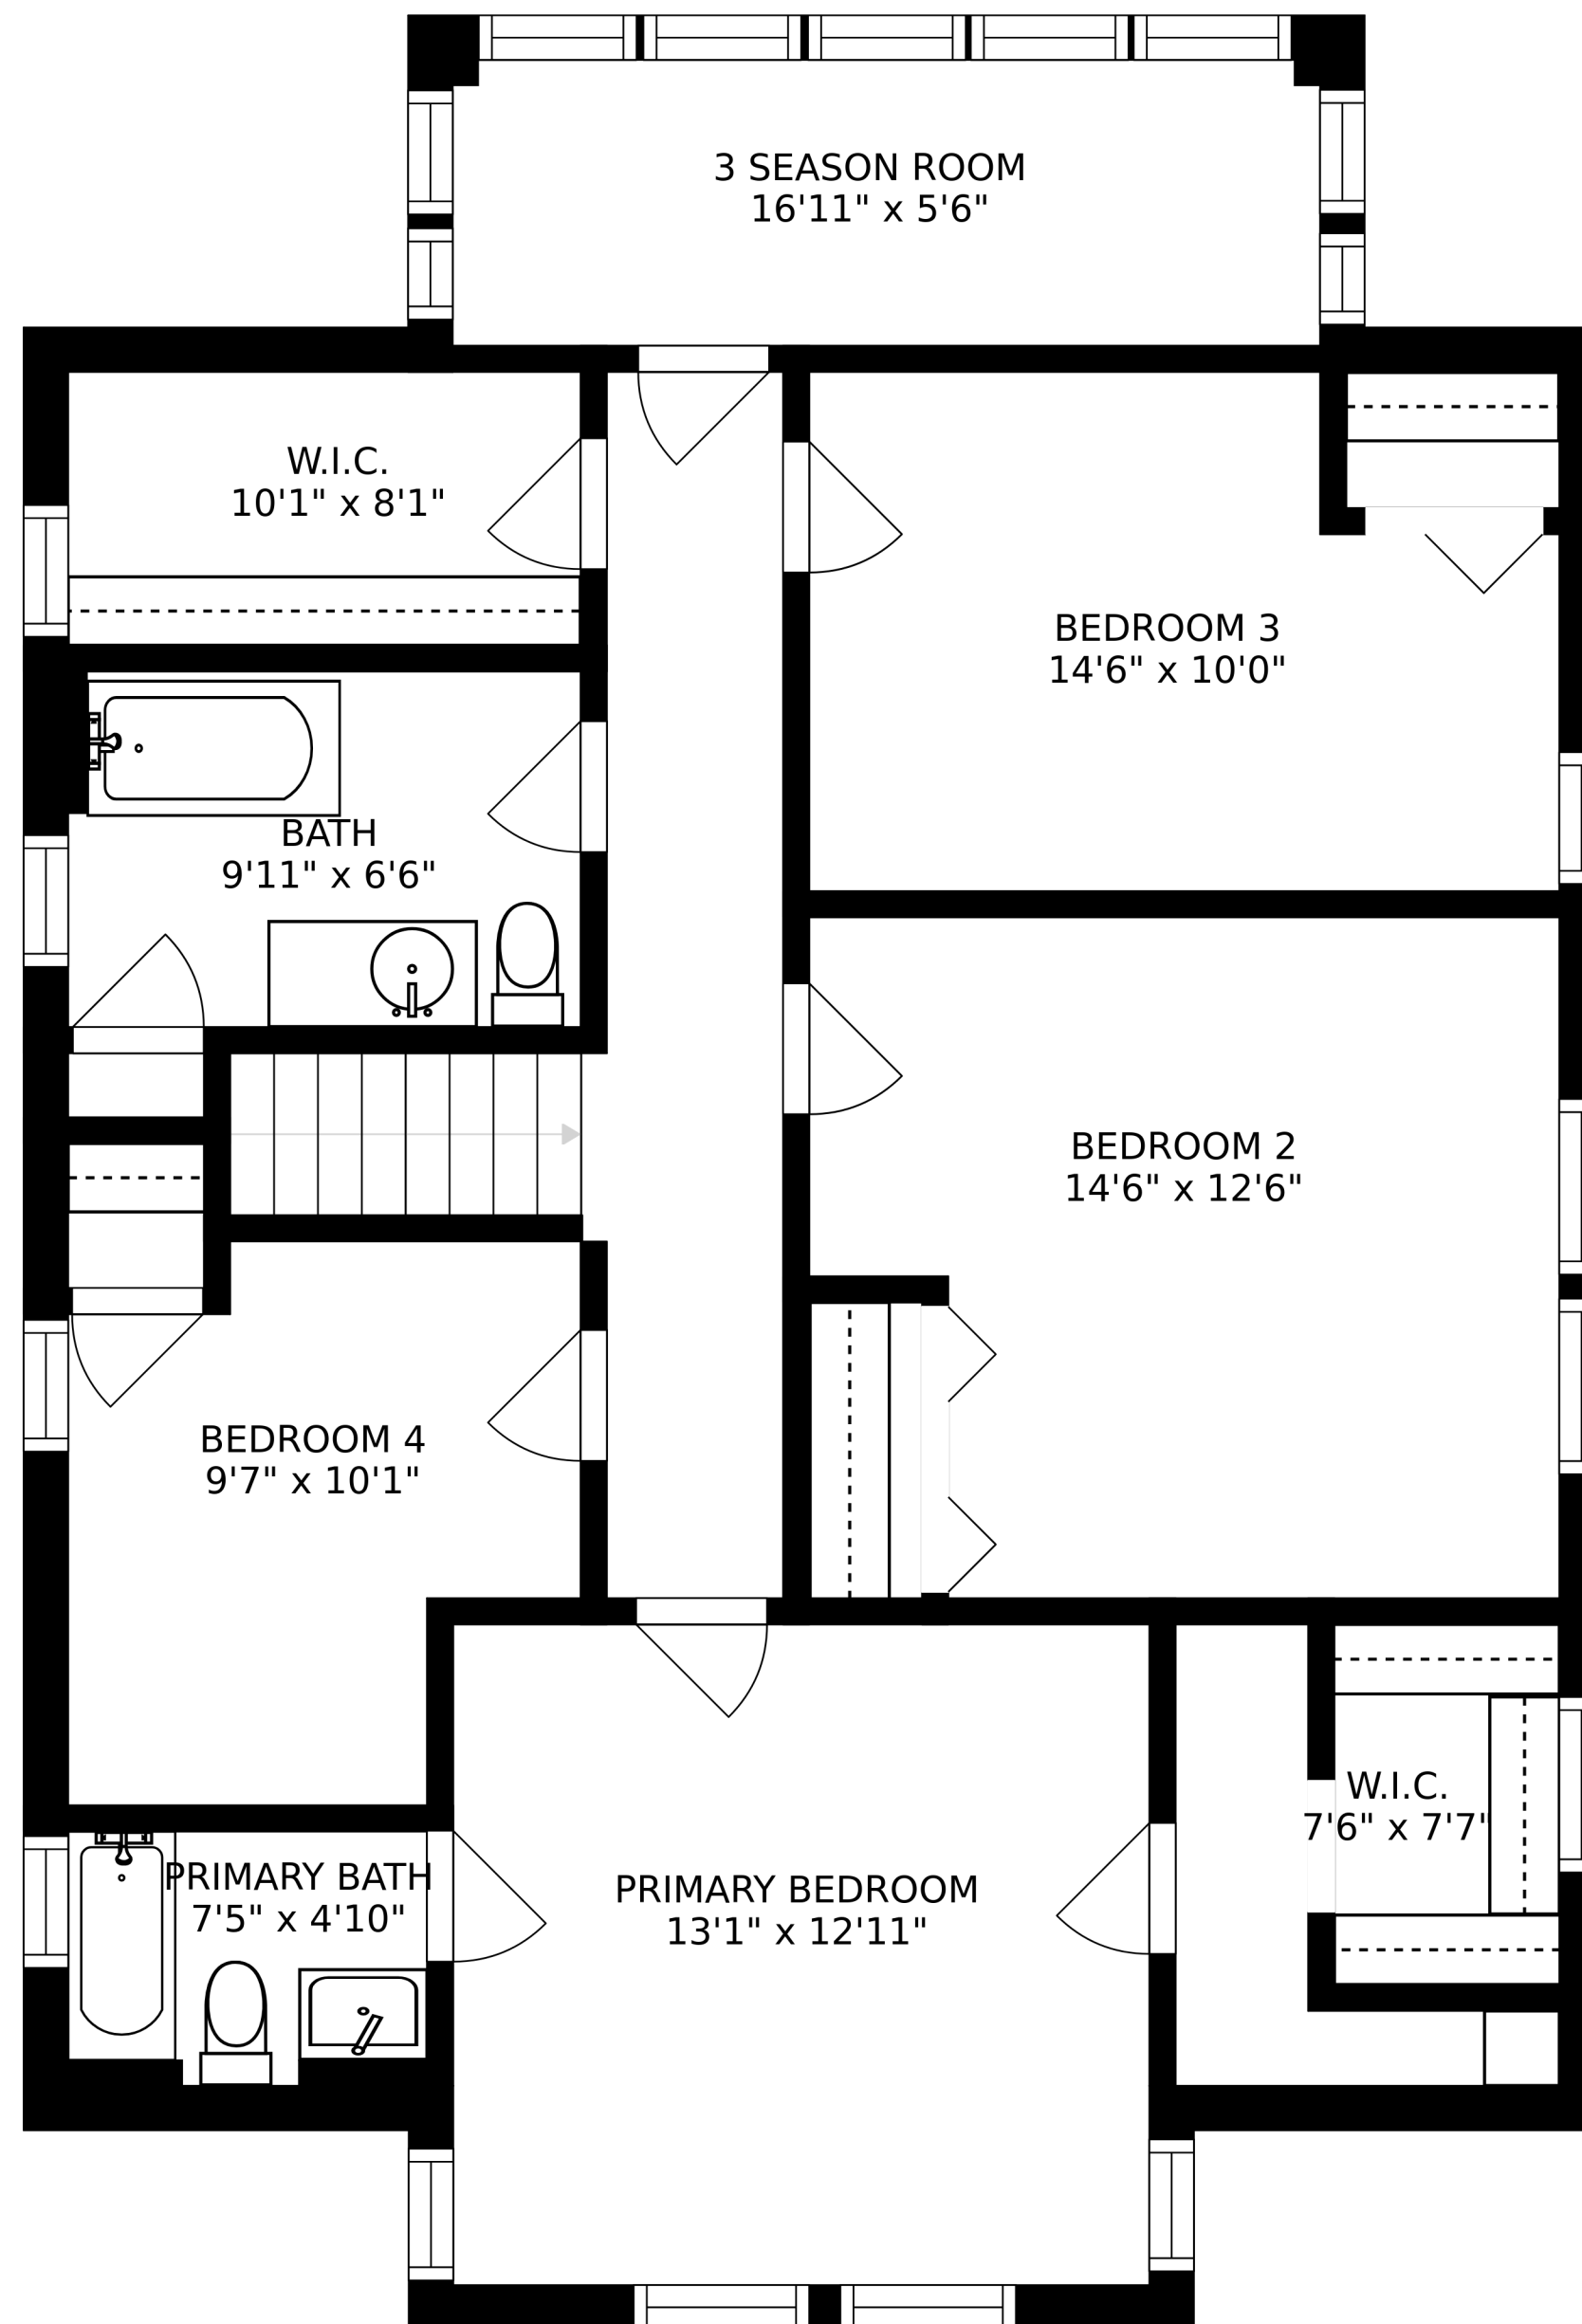 3 SEASON ROOM
16'11" x 5'6"
W.I.C.
10'1" x 8'1"
BEDROOM 3
14'6" x 10'0"
BATH
9'11" x 6'6"
BEDROOM 2
14'6" x 12'6"
BEDROOM 4
9'7" x 10'1"
W.I.C.
7'6" x 7'7"
PRIMARY BATH
7'5" x 4'10"
PRIMARY BEDROOM
13'1" x 12'11"